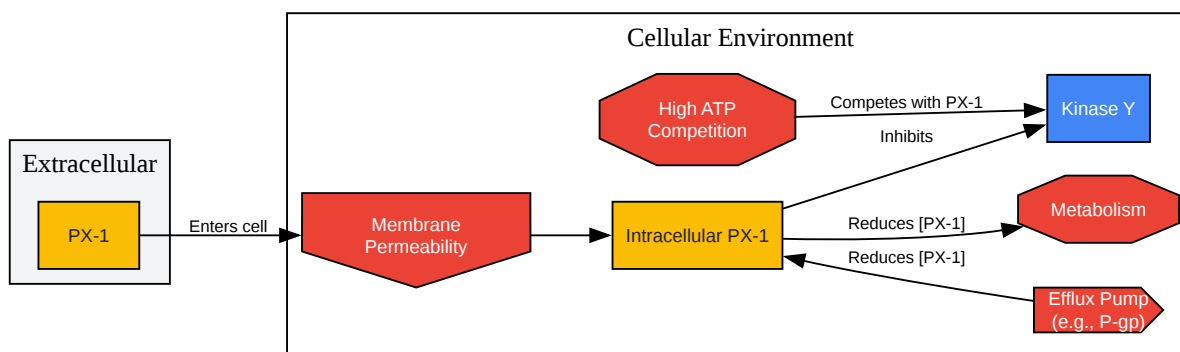 Cellular Environment
High ATP
Competition
Competes with PX-1
Kinase Y
Inhibits
Extracellular
PX-1
Enters cell
Membrane
Permeability
Intracellular PX-1
Reduces [PX-1]
Metabolism
Reduces [PX-1]
Efflux Pump
(e.g., P-gp)